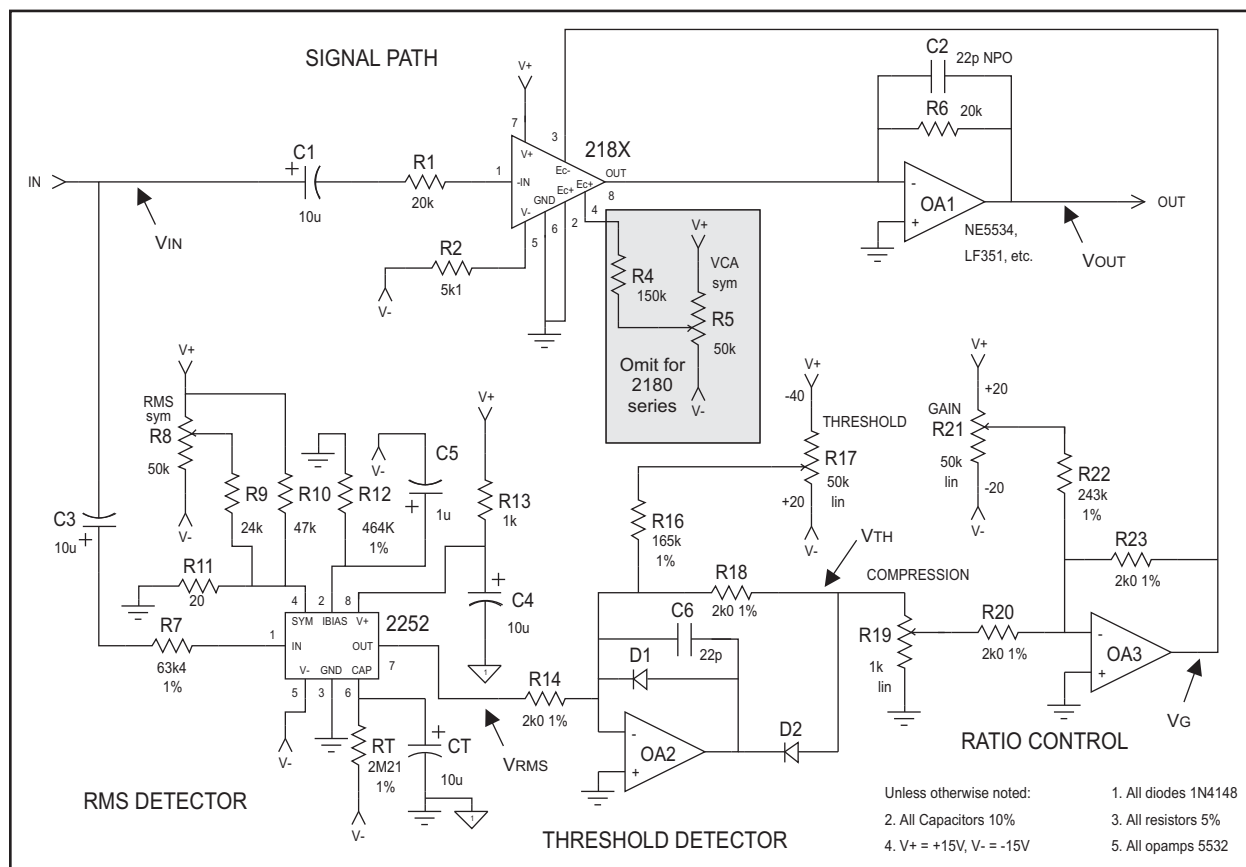 SIGNAL PATH
C2
22p NPO
R6
20k
V+
7
3
218X
C1
+
10u
R1
20k
1
V+
-IN
Ec-
Ec+
Ec+
V-
GND
OUT
8
4
2
6
5
IN
VIN
R2
5k1
V-
-
+
OA1
NE5534,
LF351, etc.
OUT
VOUT
V+
VCA
sym
R4
150k
R5
50k
Omit for
2180
series
V-
V+
RMS
sym
R8
50k
V-
R9
24k
R10
47k
R12
464K
1%
V-
C5
+
1u
V+
R13
1k
+
C4
10u
1
C3
10u
+
R11
20
R7
63k4
1%
4
2
8
2252
SYM
IBIAS
V+
1
IN
OUT
7
V-
GND
CAP
5
3
6
V-
RT
2M21
1%
V-
+
CT
10u
1
VRMS
RMS DETECTOR
V+
-40
THRESHOLD
R17
50k
lin
+20
V-
R16
165k
1%
R18
2k0 1%
VTH
C6
22p
D1
R14
2k0 1%
-
+
OA2
D2
THRESHOLD DETECTOR
V+
+20
GAIN
R21
50k
lin
-20
V-
R22
243k
1%
R23
2k0 1%
COMPRESSION
R19
1k
lin
R20
2k0 1%
-
+
OA3
VG
RATIO CONTROL
Unless otherwise noted:
1. All diodes 1N4148
2. All Capacitors 10%
3. All resistors 5%
4. V+ = +15V, V- = -15V
5. All opamps 5532